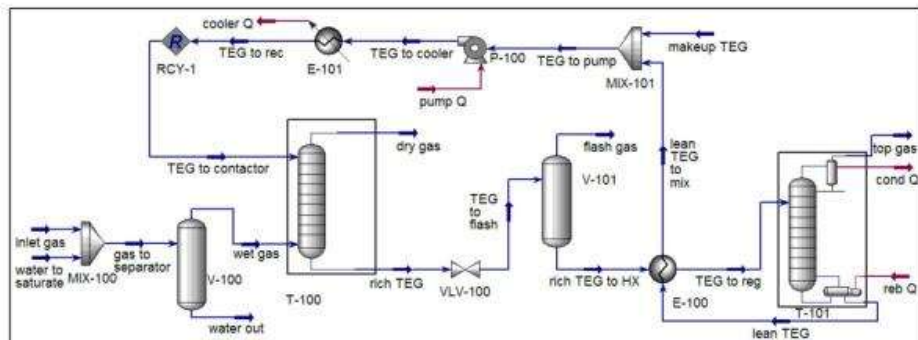 cooler Q
R
TEG to rec
RCY-1
E-101
TEG to cooler
P-100
pump Q
TEG to pump
MIX-101
makeup TEG
TEG to contactor
dry gas
flash gas
V-101
lean
TEG
to
mix
top gas
cond Q
inlet gas
water to
saturate
MIX-100
gas to
separator
V-100
wet gas
water out
T-100
rich TEG
VLV-100
TEG
to
flash
rich TEG to HX
E-100
TEG to reg
reb Q
T-101
lean TEG